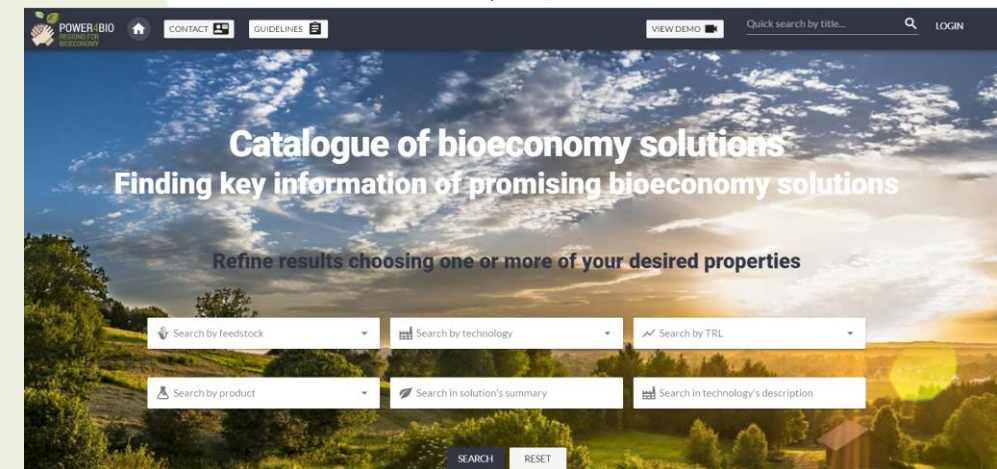 POWER4BIO
REGIONS FOR
BIOECONOMY
CONTACT
GUIDELINES
VIEW DEMO
Quick search by title...
LOGIN
Catalogue of bioeconomy solutions
Finding key information of promising bioeconomy solutions
Refine results choosing one or more of your desired properties
Search by feedstock
Search by technology
Search by TRL
Search by product
Search in solution's summary
Search in technology's description
SEARCH
RESET